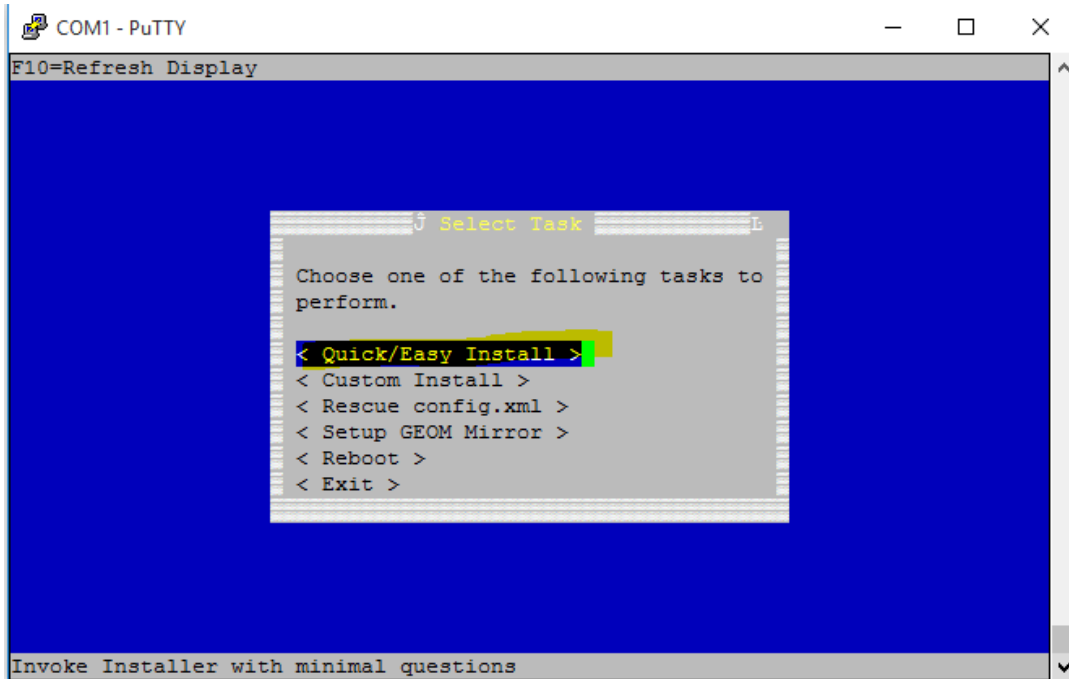 COM1 - PuTTY
F10=Refresh Display
Select Task
Choose one of the following tasks to
perform.
< Quick/Easy Install >
< Custom Install >
< Rescue config.xml >
< Setup GEOM Mirror >
< Reboot >
< Exit >
Invoke Installer with minimal questions